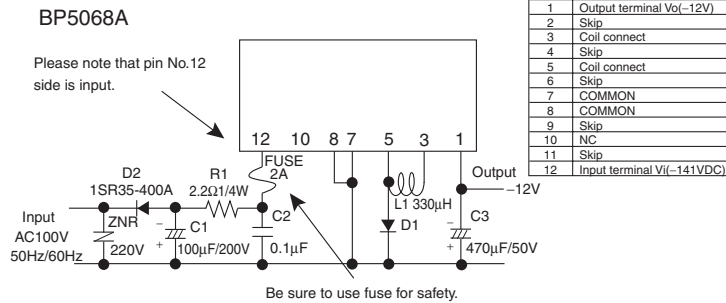 BP5068A
Please note that pin No.12
side is input.
1 Output terminal Vo(−12V)
2 Skip
3 Coil connect
4 Skip
5 Coil connect
6 Skip
7 COMMON
8 COMMON
9 Skip
10 NC
11 Skip
12 Input terminal Vi(−141VDC)
12 10 8 7 5 3 1
FUSE
2A
D2
1SR35-400A
R1
2.2Ω1/4W
Output
−12V
L1 330μH
Input
AC100V
50Hz/60Hz
ZNR
220V
− C1
+ 100μF/200V
C2
0.1μF
D1
− C3
+ 470μF/50V
Be sure to use fuse for safety.